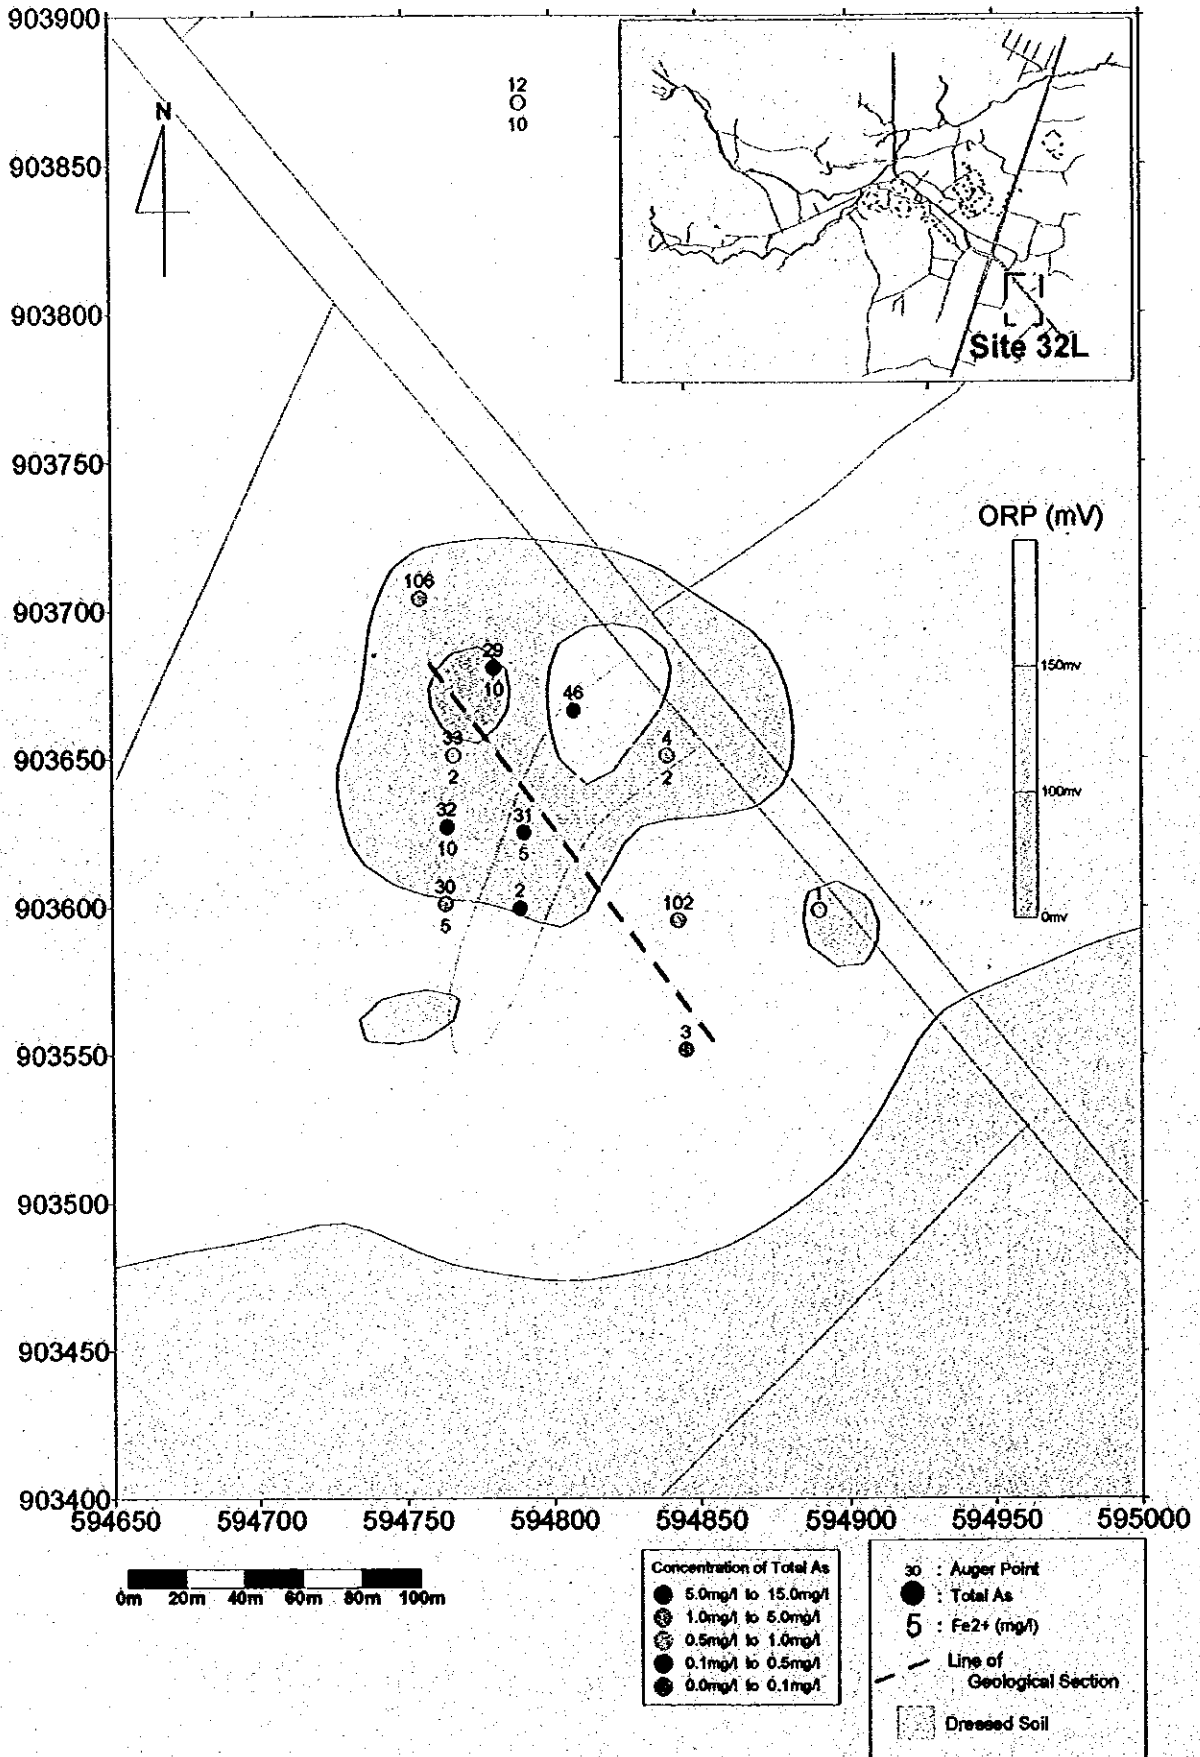 903900
903850
903800
903750
903700
903650
903600
903550
903500
903450
903400
N
12
10
Site 32L
ORP (mV)
150mv
100mv
0mv
106
29
10
46
33
2
4
2
32
10
31
5
30
5
2
102
1
3
594650 594700 594750 594800 594850 594900 594950 595000
0m 20m 40m 60m 80m 100m
Concentration of Total As
5.0mg/l to 15.0mg/l
1.0mg/l to 5.0mg/l
0.5mg/l to 1.0mg/l
0.1mg/l to 0.5mg/l
0.0mg/l to 0.1mg/l
30 : Auger Point
: Total As
5 : Fe2+ (mg/l)
Line of
Geological Section
Dressed Soil